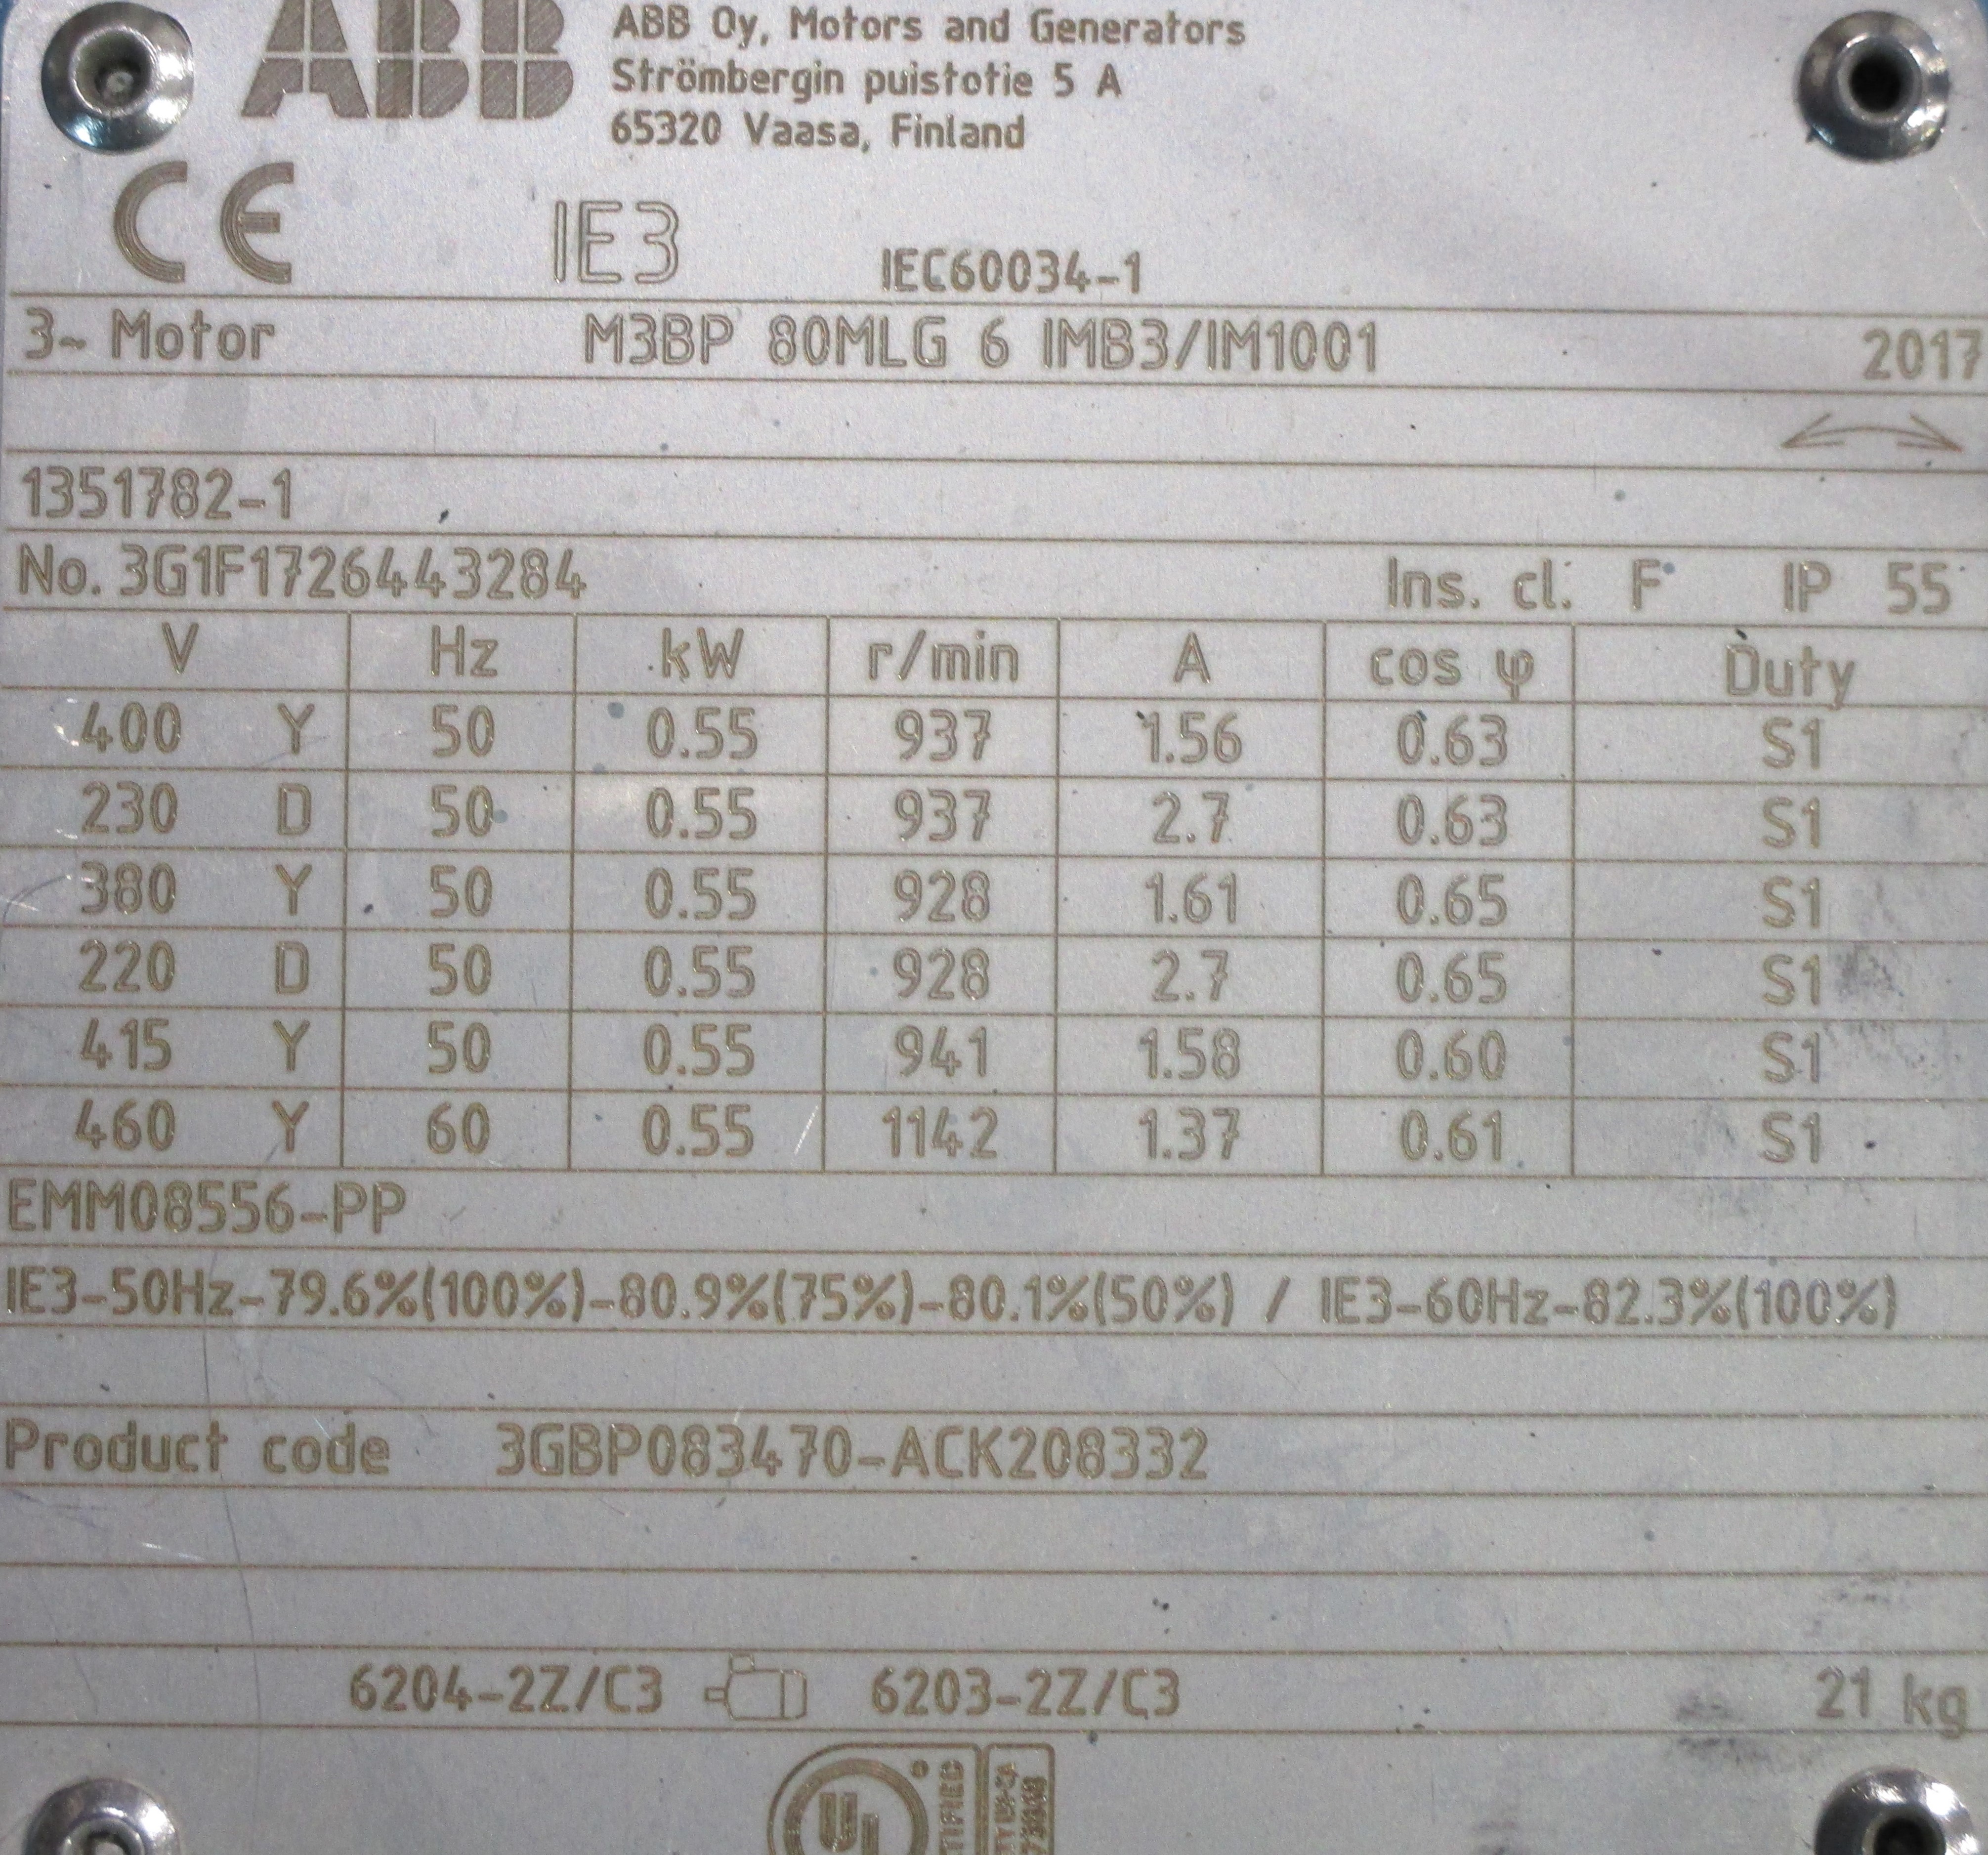 ABB
ABB Oy, Motors and Generators
Strömbergin puistotie 5 A
65320 Vaasa, Finland
CE IE3 IEC60034-1
3~ Motor M3BP 80MLG 6 IMB3/IM1001 2017
1351782-1
No. 3G1F1726443284 Ins. cl. F IP 55
V Hz kW r/min A cos φ Duty
400 Y 50 0.55 937 1.56 0.63 S1
230 D 50 0.55 937 2.7 0.63 S1
380 Y 50 0.55 928 1.61 0.65 S1
220 D 50 0.55 928 2.7 0.65 S1
415 Y 50 0.55 941 1.58 0.60 S1
460 Y 60 0.55 1142 1.37 0.61 S1
EMM08556-PP
IE3-50Hz-79.6%(100%)-80.9%(75%)-80.1%(50%) / IE3-60Hz-82.3%(100%)
Product code 3GBP083470-ACK208332
6204-2Z/C3 6203-2Z/C3 21 kg
UL ®